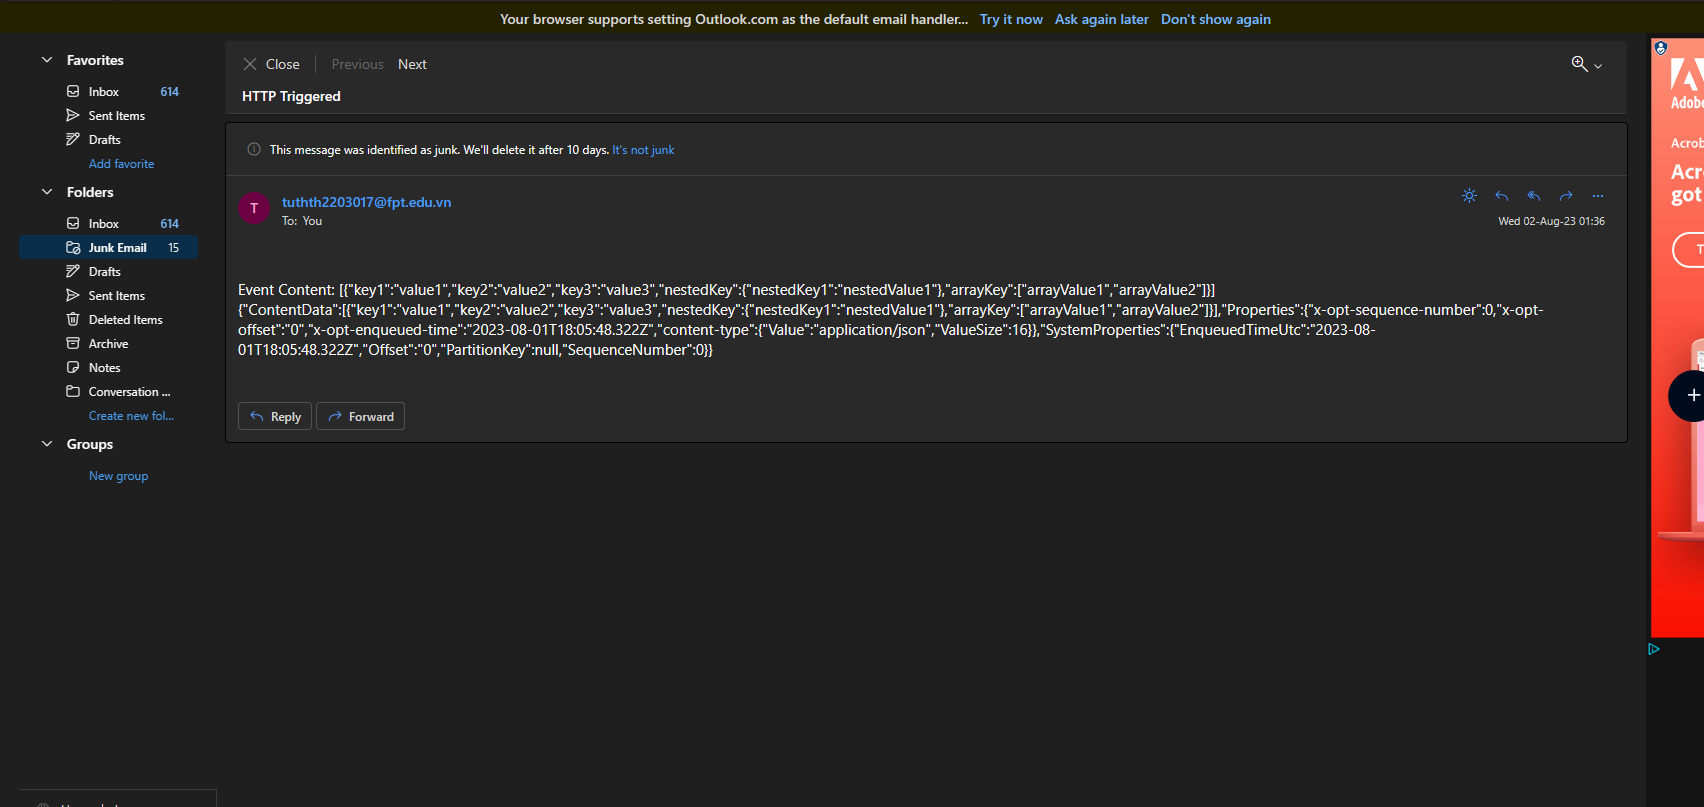 Your browser supports setting Outlook.com as the default email handler... Try it now Ask again later Don't show again
Favorites
Inbox 614
Sent Items
Drafts
Add favorite
Folders
Inbox 614
Junk Email 15
Drafts
Sent Items
Deleted Items
Archive
Notes
Conversation ...
Create new fol...
Groups
New group
Close Previous Next
HTTP Triggered
This message was identified as junk. We'll delete it after 10 days. It's not junk
T
tuthth2203017@fpt.edu.vn
To: You
Wed 02-Aug-23 01:36
Event Content: [{"key1":"value1","key2":"value2","key3":"value3","nestedKey":{"nestedKey1":"nestedValue1"},"arrayKey":["arrayValue1","arrayValue2"]}]
{"ContentData":[{"key1":"value1","key2":"value2","key3":"value3","nestedKey":{"nestedKey1":"nestedValue1"},"arrayKey":["arrayValue1","arrayValue2"]}],"Properties":{"x-opt-sequence-number":0,"x-opt-
offset":"0","x-opt-enqueued-time":"2023-08-01T18:05:48.322Z","content-type":{"Value":"application/json","ValueSize":16}},"SystemProperties":{"EnqueuedTimeUtc":"2023-08-
01T18:05:48.322Z","Offset":"0","PartitionKey":null,"SequenceNumber":0}}
Reply Forward
Adobe
Acrob
Acr
got
T